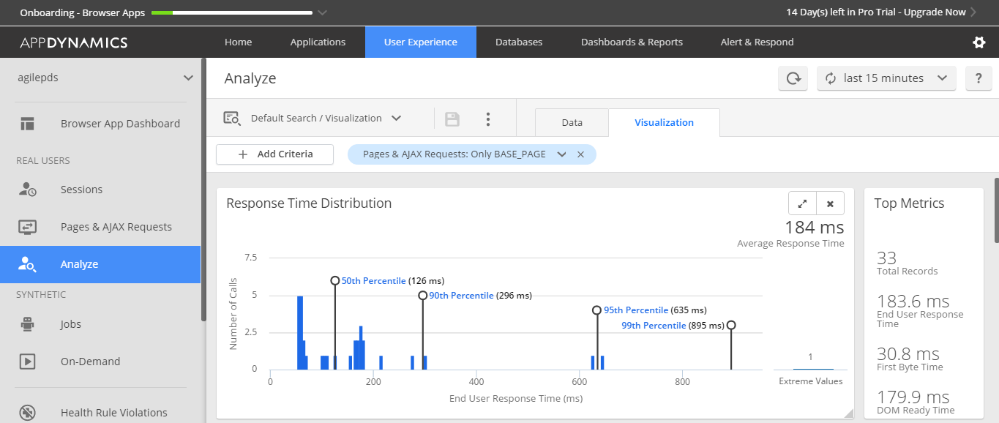 Onboarding - Browser Apps
14 Day(s) left in Pro Trial - Upgrade Now
APPDYNAMICS
Home
Applications
User Experience
Databases
Dashboards & Reports
Alert & Respond
agilepds
Browser App Dashboard
REAL USERS
Sessions
Pages & AJAX Requests
Analyze
SYNTHETIC
Jobs
On-Demand
Health Rule Violations
Analyze
last 15 minutes
?
Default Search / Visualization
Data
Visualization
+ Add Criteria
Pages & AJAX Requests: Only BASE_PAGE
Response Time Distribution
184 ms
Average Response Time
Number of Calls
7.5
5
2.5
0
50th Percentile (126 ms)
90th Percentile (296 ms)
95th Percentile (635 ms)
99th Percentile (895 ms)
0
200
400
600
800
End User Response Time (ms)
1
Extreme Values
Top Metrics
33
Total Records
183.6 ms
End User Response
Time
30.8 ms
First Byte Time
179.9 ms
DOM Ready Time